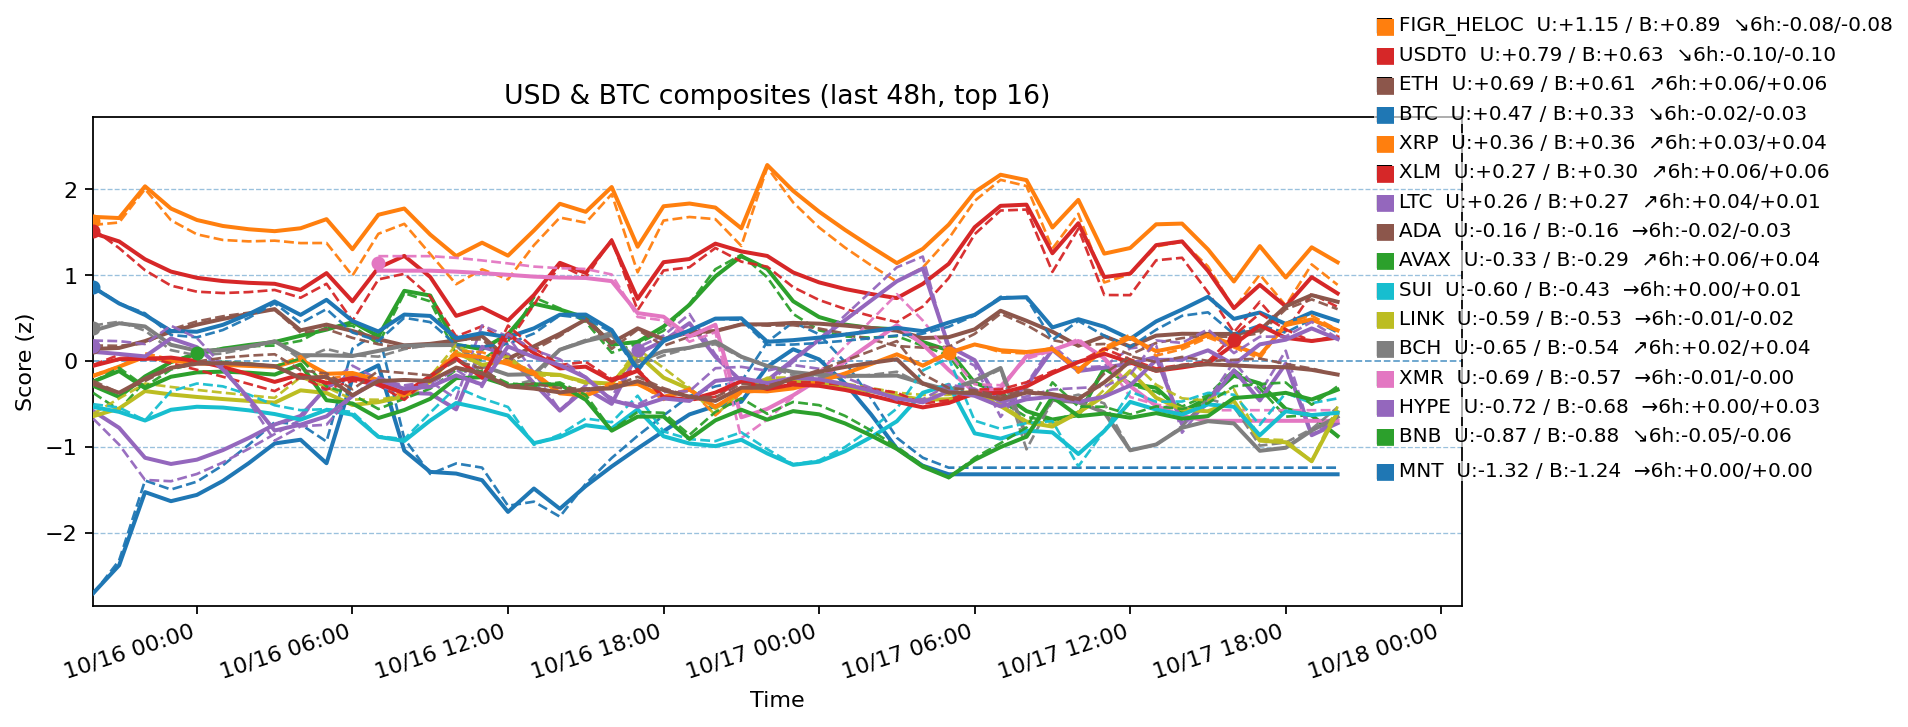 FIGR_HELOC U:+1.15 / B:+0.89 ↘6h:-0.08/-0.08
USDT0 U:+0.79 / B:+0.63 ↘6h:-0.10/-0.10
ETH U:+0.69 / B:+0.61 ↗6h:+0.06/+0.06
BTC U:+0.47 / B:+0.33 ↘6h:-0.02/-0.03
XRP U:+0.36 / B:+0.36 ↗6h:+0.03/+0.04
XLM U:+0.27 / B:+0.30 ↗6h:+0.06/+0.06
LTC U:+0.26 / B:+0.27 ↗6h:+0.04/+0.01
ADA U:-0.16 / B:-0.16 →6h:-0.02/-0.03
AVAX U:-0.33 / B:-0.29 ↗6h:+0.06/+0.04
SUI U:-0.60 / B:-0.43 →6h:+0.00/+0.01
LINK U:-0.59 / B:-0.53 →6h:-0.01/-0.02
BCH U:-0.65 / B:-0.54 ↗6h:+0.02/+0.04
XMR U:-0.69 / B:-0.57 →6h:-0.01/-0.00
HYPE U:-0.72 / B:-0.68 →6h:+0.00/+0.03
BNB U:-0.87 / B:-0.88 ↘6h:-0.05/-0.06
MNT U:-1.32 / B:-1.24 →6h:+0.00/+0.00
USD & BTC composites (last 48h, top 16)
Score (z)
2
1
0
−1
−2
10/16 00:00
10/16 06:00
10/16 12:00
10/16 18:00
10/17 00:00
10/17 06:00
10/17 12:00
10/17 18:00
10/18 00:00
Time